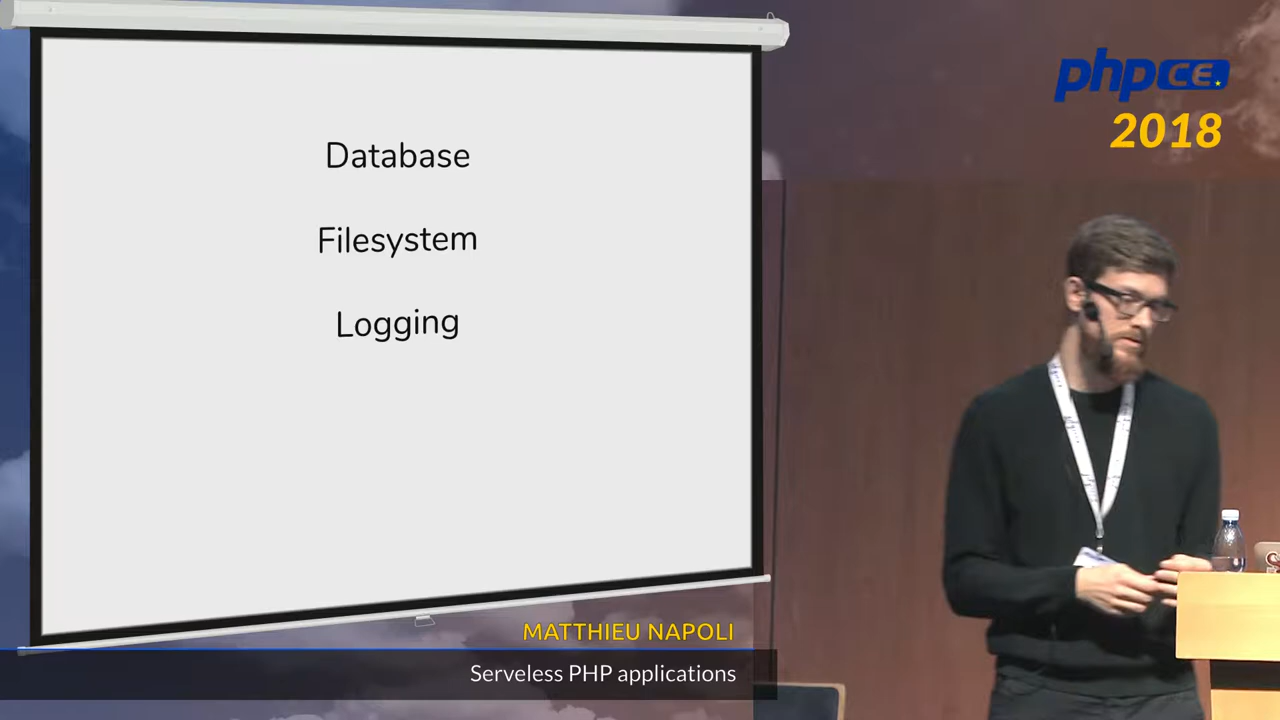 Database
Filesystem
Logging
phpCE
2018
MATTHIEU NAPOLI
Serveless PHP applications